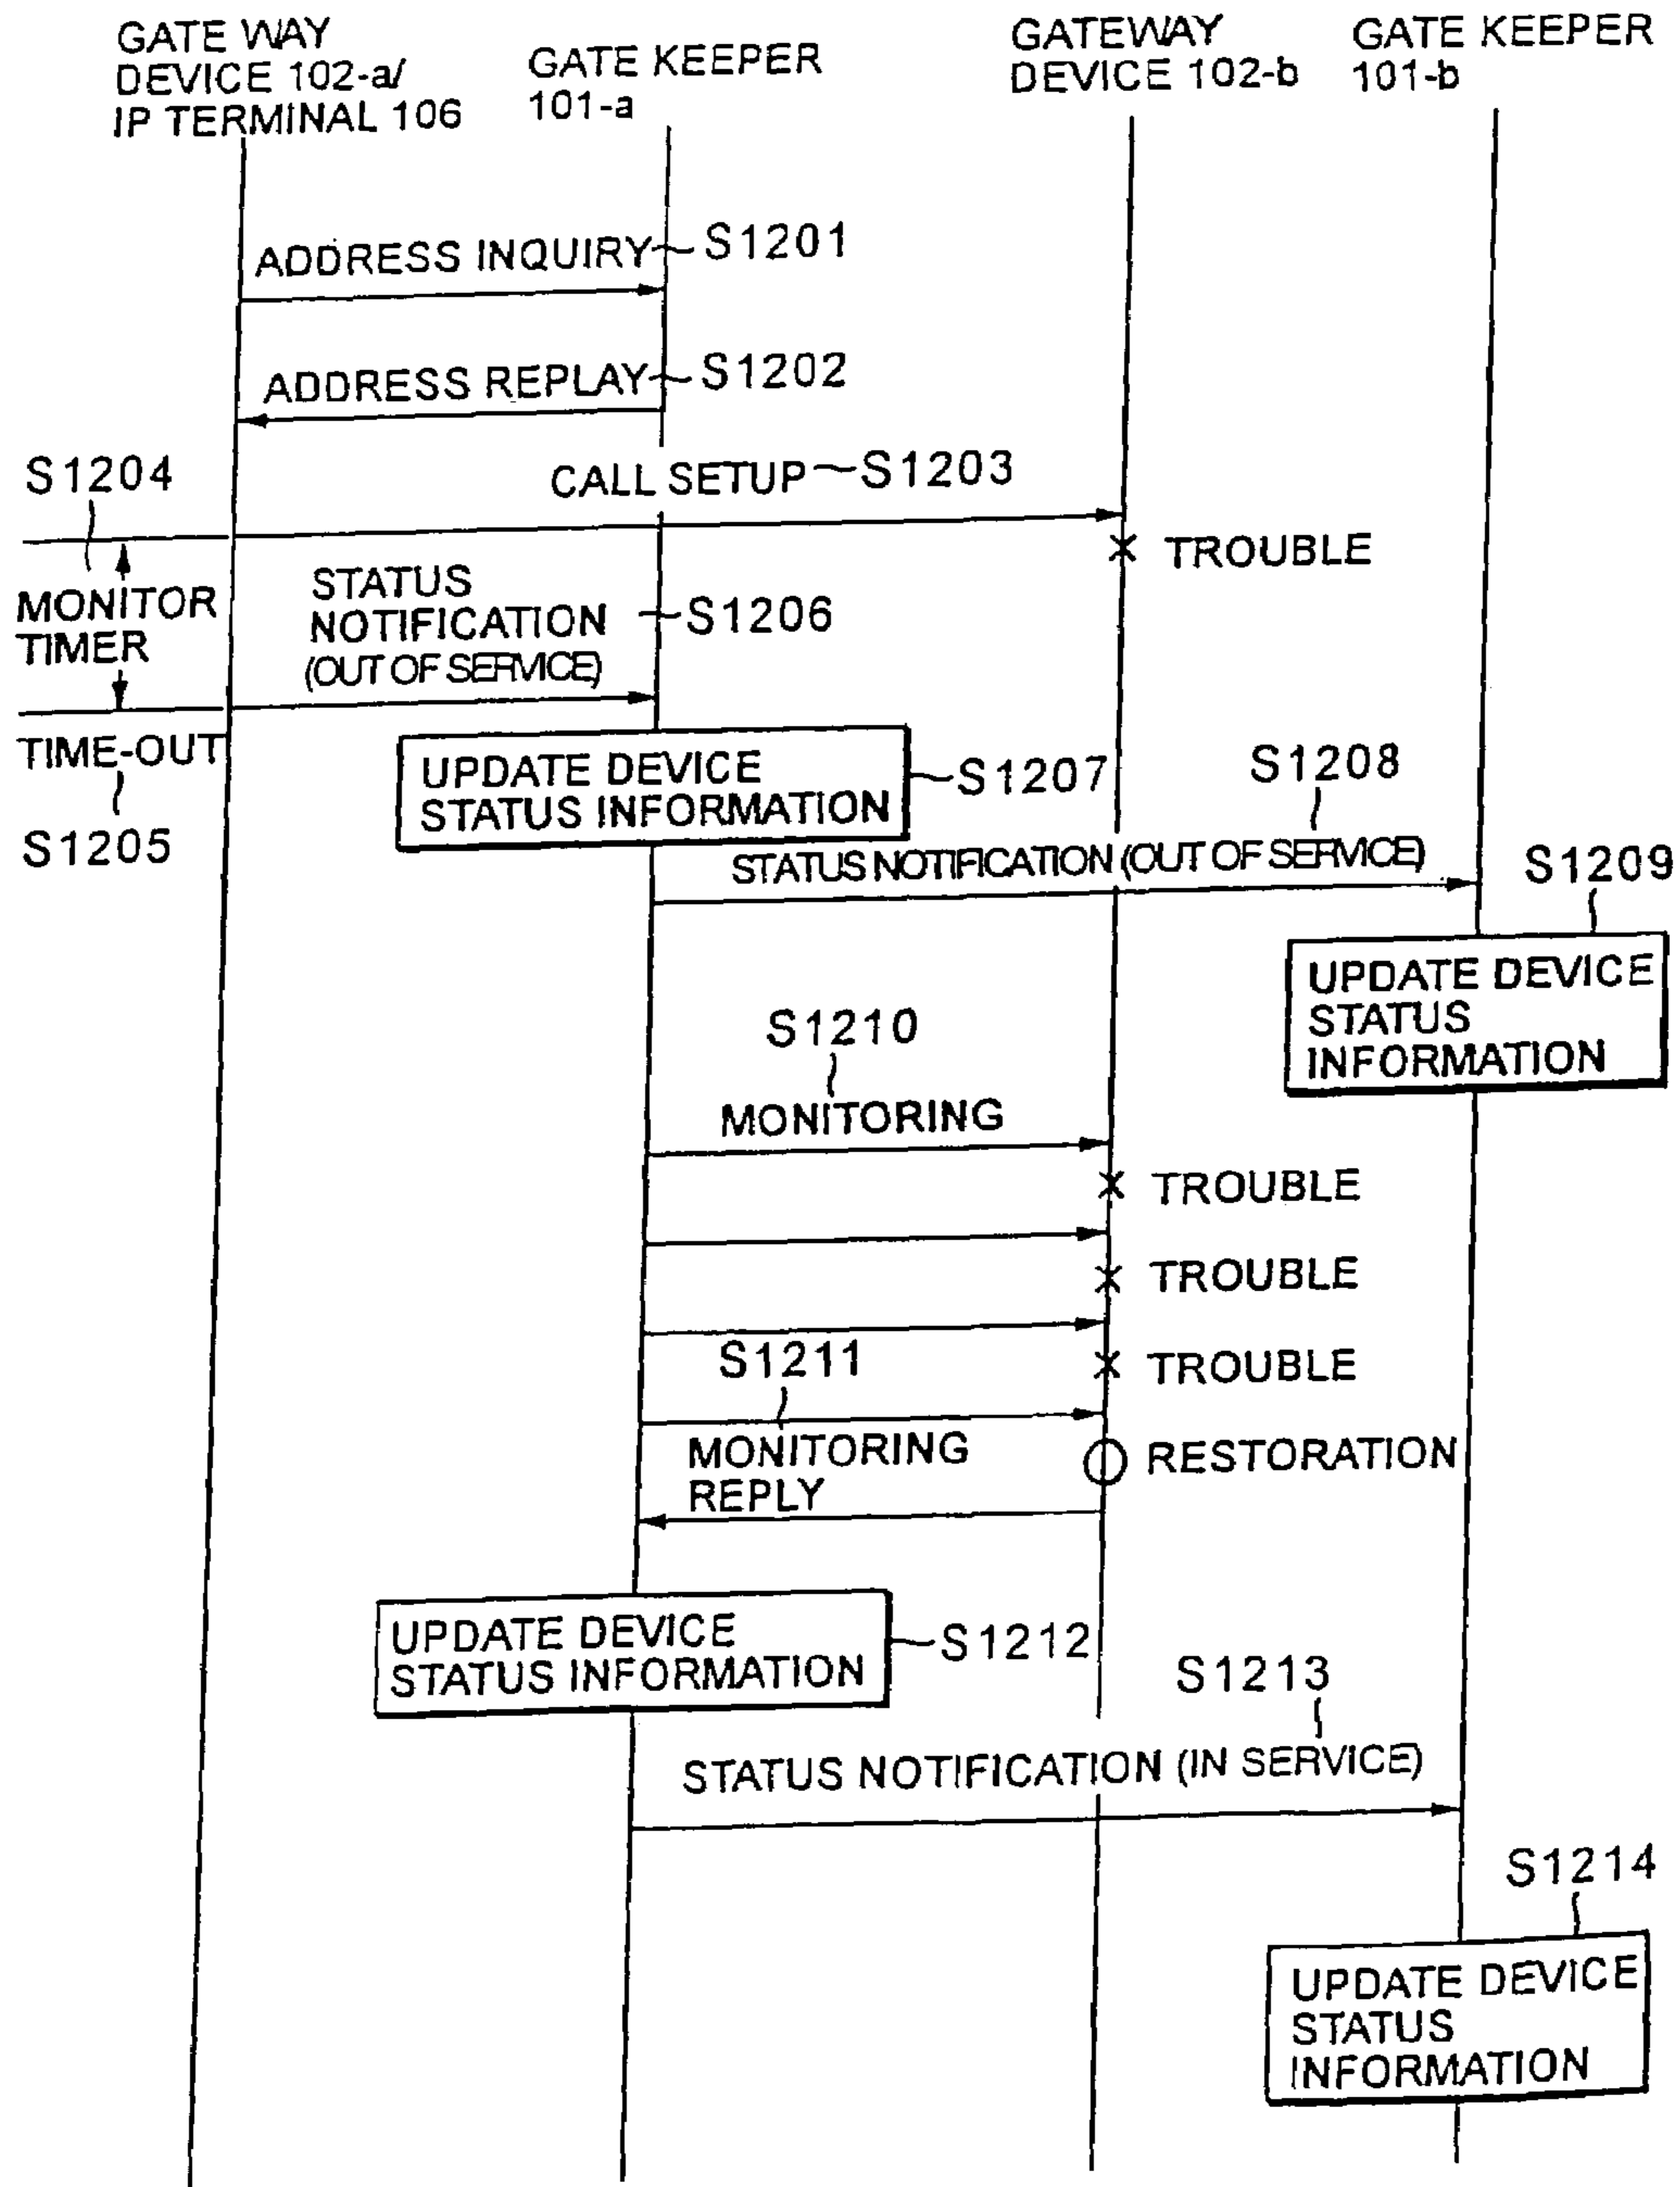 GATE WAY
DEVICE 102-a/
IP TERMINAL 106
GATE KEEPER
101-a
GATEWAY
DEVICE 102-b
GATE KEEPER
101-b
ADDRESS INQUIRY S1201
ADDRESS REPLAY S1202
S1204
CALL SETUP S1203
TROUBLE
MONITOR
TIMER
STATUS
NOTIFICATION
(OUT OF SERVICE)
S1206
TIME-OUT
S1205
UPDATE DEVICE
STATUS INFORMATION
S1207
S1208
STATUS NOTIFICATION (OUT OF SERVICE)
S1209
UPDATE DEVICE
STATUS
INFORMATION
S1210
MONITORING
TROUBLE
TROUBLE
S1211
TROUBLE
MONITORING
REPLY
RESTORATION
UPDATE DEVICE
STATUS INFORMATION
S1212
S1213
STATUS NOTIFICATION (IN SERVICE)
S1214
UPDATE DEVICE
STATUS
INFORMATION